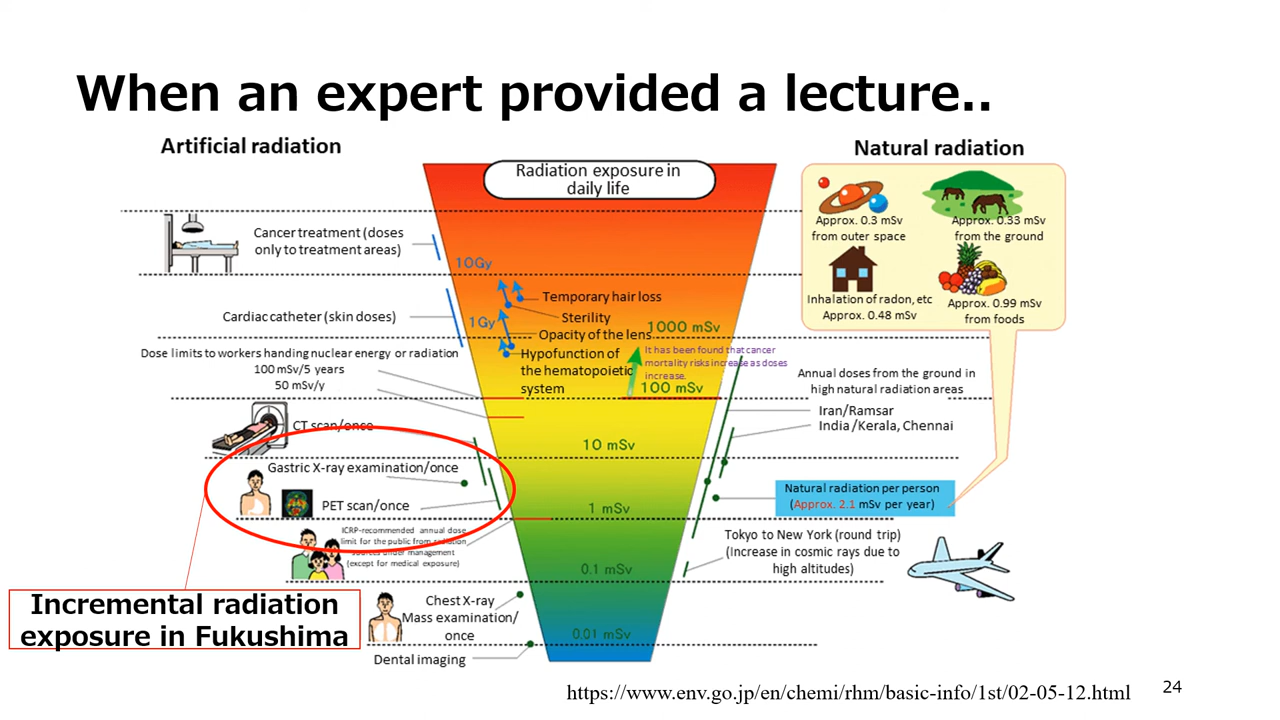 When an expert provided a lecture..
Artificial radiation
Natural radiation
Radiation exposure in
daily life
Approx. 0.3 mSv
from outer space
Approx. 0.33 mSv
from the ground
Inhalation of radon, etc
Approx. 0.48 mSv
Approx. 0.99 mSv
from foods
Cancer treatment (doses
only to treatment areas)
10Gy
Temporary hair loss
Sterility
Cardiac catheter (skin doses)
1Gy
Opacity of the lens
1000 mSv
Hypofunction of
the hematopoietic
system
It has been found that cancer
mortality risks increase as doses
increase.
100 mSv
Dose limits to workers handing nuclear energy or radiation
100 mSv/5 years
50 mSv/y
Annual doses from the ground in
high natural radiation areas
Iran/Ramsar
India /Kerala, Chennai
CT scan/once
10 mSv
Gastric X-ray examination/once
PET scan/once
1 mSv
Natural radiation per person
(Approx. 2.1 mSv per year)
ICRP-recommended annual dose
limit for the public from radiation
sources under management
(except for medical exposure)
Tokyo to New York (round trip)
(Increase in cosmic rays due to
high altitudes)
0.1 mSv
Incremental radiation
exposure in Fukushima
Chest X-ray
Mass examination/
once
0.01 mSv
Dental imaging
https://www.env.go.jp/en/chemi/rhm/basic-info/1st/02-05-12.html
24